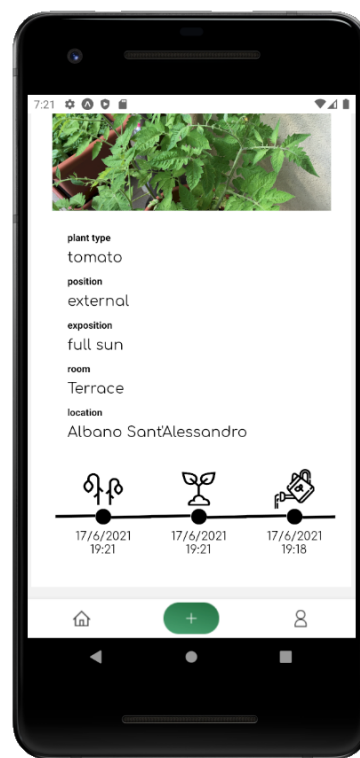 7:21
plant type
tomato
position
external
exposition
full sun
room
Terrace
location
Albano Sant'Alessandro
17/6/2021 17/6/2021 17/6/2021
19:21 19:21 19:18